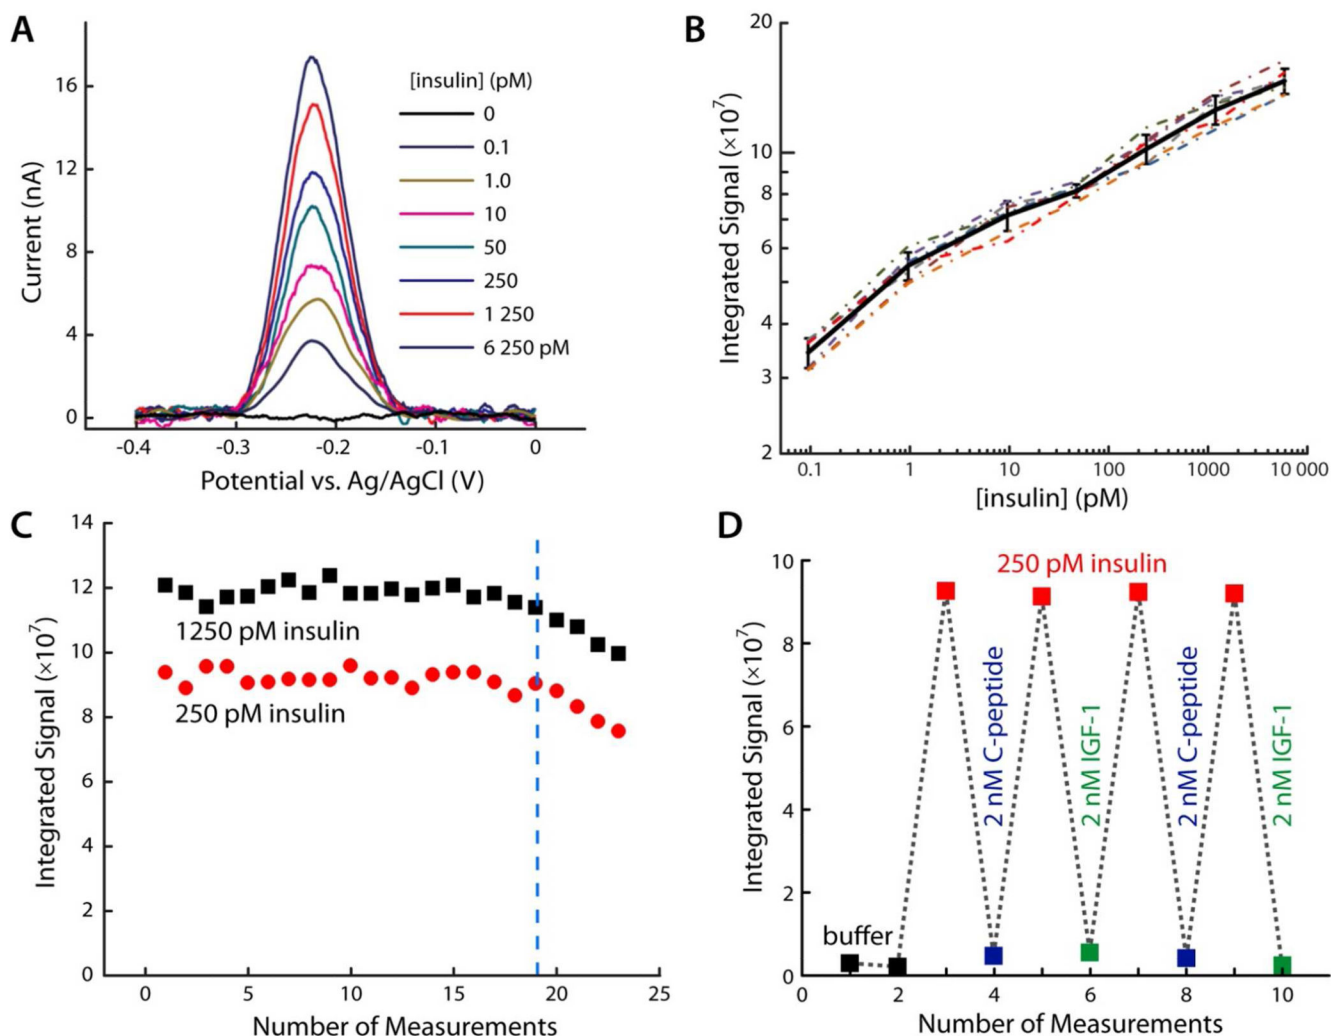 A
16
12
8
4
0
Current (nA)
[insulin] (pM)
0
0.1
1.0
10
50
250
1 250
6 250 pM
-0.4
-0.3
-0.2
-0.1
0
Potential vs. Ag/AgCl (V)
B
20
10
8
6
4
3
2
Integrated Signal (×10⁷)
0.1
1
10
100
1000
10 000
[insulin] (pM)
C
14
12
10
8
6
4
2
0
Integrated Signal (×10⁷)
1250 pM insulin
250 pM insulin
0
5
10
15
20
25
Number of Measurements
D
10
8
6
4
2
0
Integrated Signal (×10⁷)
250 pM insulin
2 nM C-peptide
2 nM IGF-1
2 nM C-peptide
2 nM IGF-1
buffer
0
2
4
6
8
10
Number of Measurements